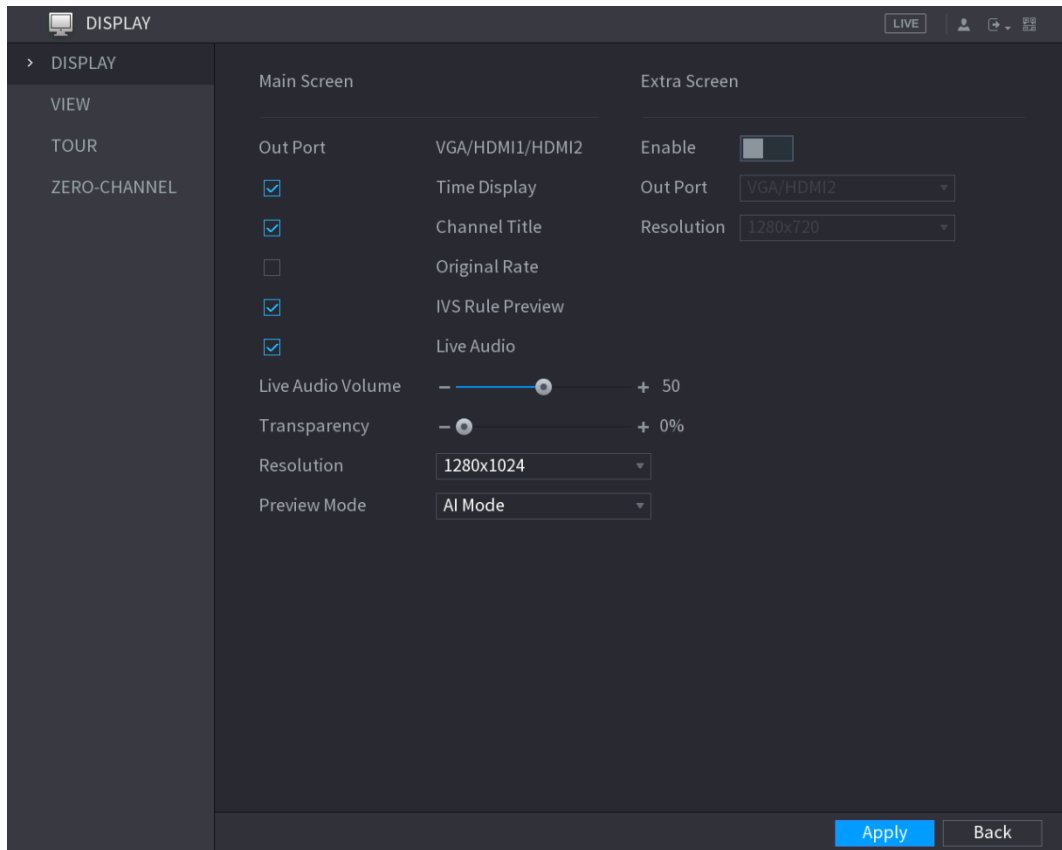 DISPLAY
LIVE
DISPLAY
VIEW
TOUR
ZERO-CHANNEL
Main Screen
Extra Screen
Out Port VGA/HDMI1/HDMI2
Enable
Time Display
Out Port VGA/HDMI2
Channel Title
Resolution 1280x720
Original Rate
IVS Rule Preview
Live Audio
Live Audio Volume − + 50
Transparency − + 0%
Resolution 1280x1024
Preview Mode AI Mode
Apply Back